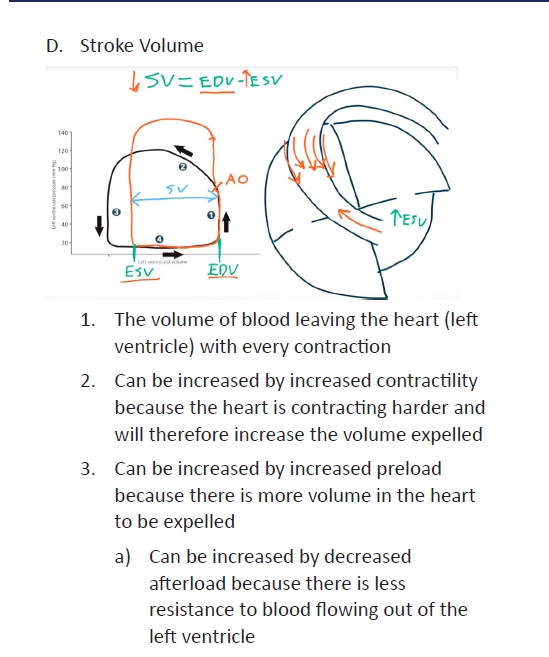 D. Stroke Volume
↓SV = EDV - ↑ESV
140
120
100
80
60
40
20
Left ventricular pressure (mm Hg)
②
AO
SV
③
①
④
↑ESV
Left ventricular volume
ESV
EDV
1. The volume of blood leaving the heart (left
ventricle) with every contraction
2. Can be increased by increased contractility
because the heart is contracting harder and
will therefore increase the volume expelled
3. Can be increased by increased preload
because there is more volume in the heart
to be expelled
a) Can be increased by decreased
afterload because there is less
resistance to blood flowing out of the
left ventricle